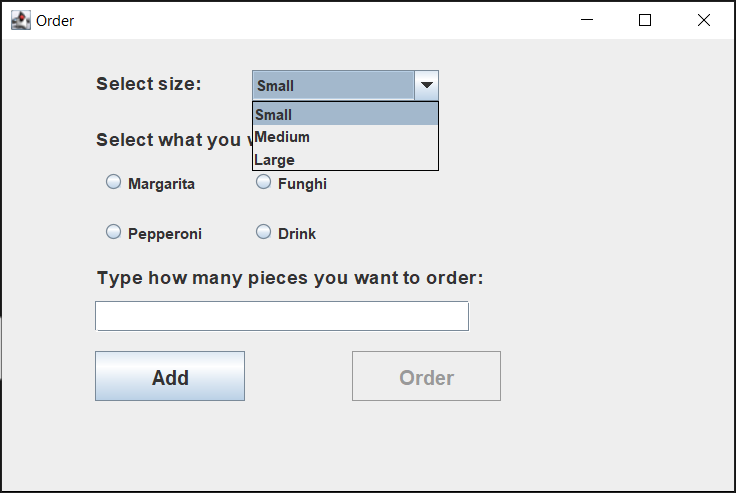 Order
Select size:
Small
Small
Medium
Large
Select what you
Margarita
Funghi
Pepperoni
Drink
Type how many pieces you want to order:
Add
Order